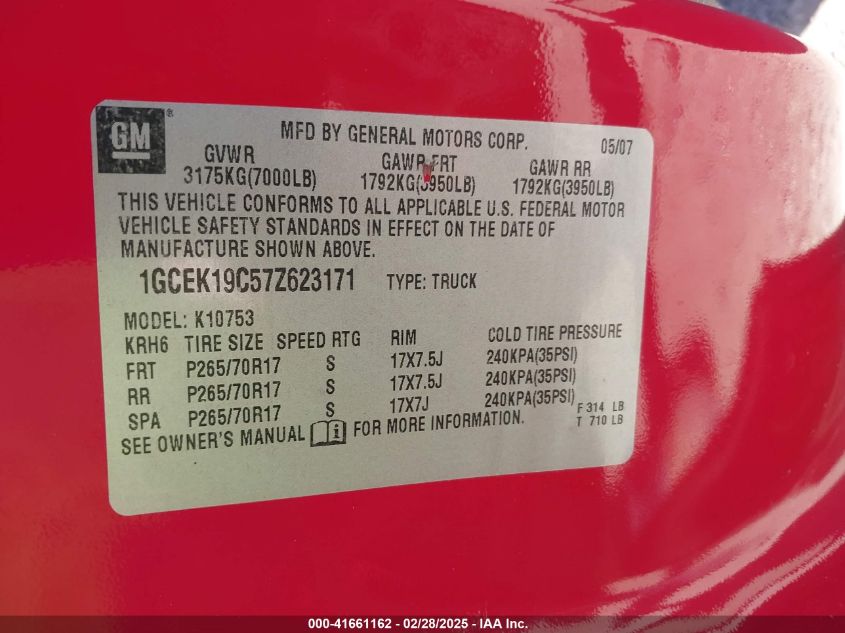 GM ®
MFD BY GENERAL MOTORS CORP. 05/07
GVWR GAWR FRT GAWR RR
3175KG(7000LB) 1792KG(3950LB) 1792KG(3950LB)
THIS VEHICLE CONFORMS TO ALL APPLICABLE U.S. FEDERAL MOTOR
VEHICLE SAFETY STANDARDS IN EFFECT ON THE DATE OF
MANUFACTURE SHOWN ABOVE.
1GCEK19C57Z623171 TYPE: TRUCK
MODEL: K10753
KRH6 TIRE SIZE SPEED RTG RIM COLD TIRE PRESSURE
FRT P265/70R17 S 17X7.5J 240KPA(35PSI)
RR P265/70R17 S 17X7.5J 240KPA(35PSI)
SPA P265/70R17 S 17X7J 240KPA(35PSI)
F 314 LB
T 710 LB
SEE OWNER'S MANUAL i FOR MORE INFORMATION.
000-41661162 - 02/28/2025 - IAA Inc.